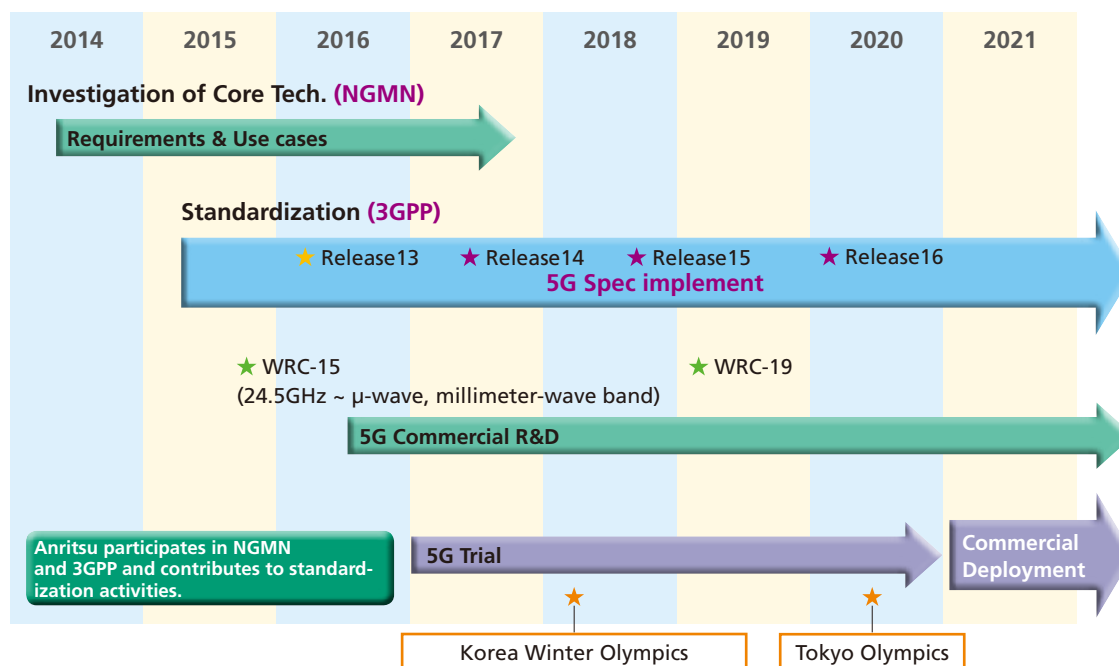 2014 2015 2016 2017 2018 2019 2020 2021
Investigation of Core Tech. (NGMN)
Requirements & Use cases
Standardization (3GPP)
Release13 Release14 Release15 Release16
5G Spec implement
WRC-15 WRC-19
(24.5GHz ~ µ-wave, millimeter-wave band)
5G Commercial R&D
Anritsu participates in NGMN
and 3GPP and contributes to standard-
ization activities.
5G Trial
Commercial
Deployment
Korea Winter Olympics Tokyo Olympics